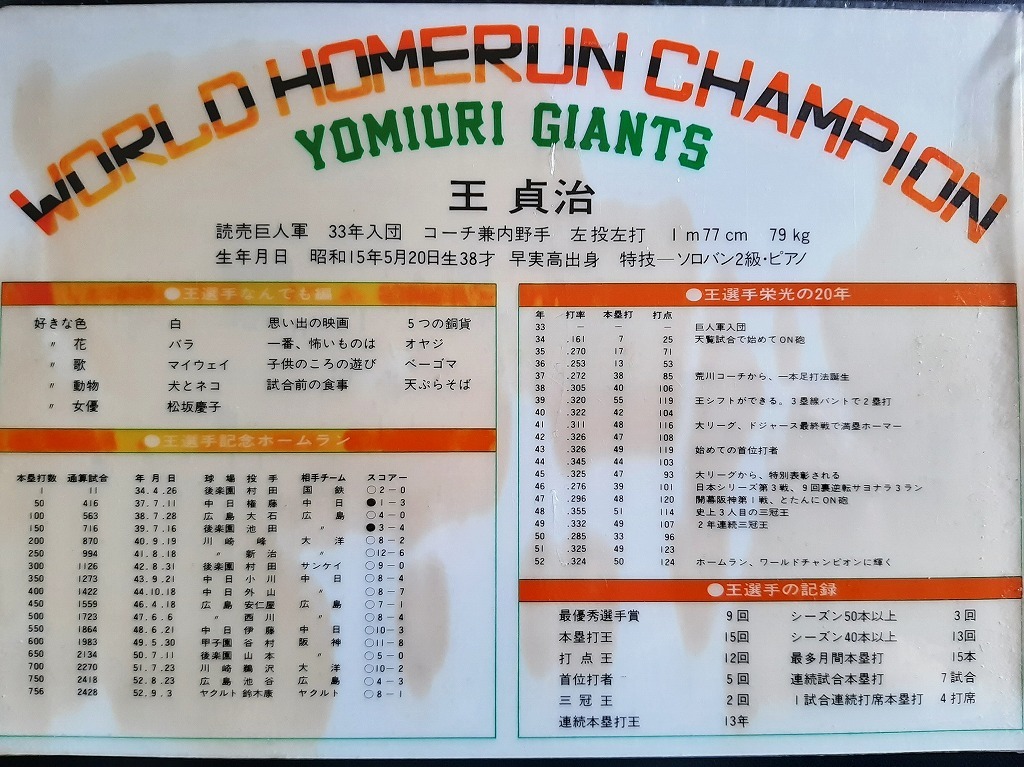 WORLD HOMERUN CHAMPION
YOMIURI GIANTS
王 貞治
読売巨人軍 33年入団 コーチ兼内野手 左投左打 1m77cm 79kg
生年月日 昭和15年5月20日生38才 早実高出身 特技―ソロバン2級・ピアノ
●王選手なんでも編
好きな色 白 思い出の映画 5つの銅貨
〃 花 バラ 一番、怖いものは オヤジ
〃 歌 マイウェイ 子供のころの遊び ベーゴマ
〃 動物 犬とネコ 試合前の食事 天ぷらそば
〃 女優 松坂慶子
●王選手記念ホームラン
本塁打数 通算試合 年月日 球場 投手 相手チーム スコアー
1 11 34.4.26 後楽園 村田 国鉄 ○2-0
50 416 37.7.11 中日 権藤 中日 ●1-3
100 563 38.7.28 広島 大石 広島 ○4-0
150 716 39.7.16 後楽園 池田 〃 ●3-4
200 870 40.9.19 川崎 峰 大洋 ○8-2
250 994 41.8.18 〃 新治 〃 ○12-6
300 1126 42.8.31 後楽園 村田 サンケイ ○9-0
350 1273 43.9.21 中日 小川 中日 ○8-4
400 1422 44.10.18 中日 外山 〃 ○8-7
450 1559 46.4.18 広島 安仁屋 広島 ○7-1
500 1723 47.6.6 〃 西川 〃 ○8-4
550 1864 48.6.21 中日 伊藤 中日 ○10-3
600 1983 49.5.30 甲子園 谷村 阪神 ○11-8
650 2134 50.7.11 後楽園 山本 〃 ○5-0
700 2270 51.7.23 川崎 鵜沢 大洋 ○10-2
750 2418 52.8.23 広島 池谷 広島 ○4-3
756 2428 52.9.3 ヤクルト 鈴木康 ヤクルト ○8-1
●王選手栄光の20年
年 打率 本塁打 打点
33 - - - 巨人軍入団
34 .161 7 25 天覧試合で始めてON砲
35 .270 17 71
36 .253 13 53
37 .272 38 85 荒川コーチから、一本足打法誕生
38 .305 40 106
39 .320 55 119 王シフトができる。3塁線バントで2塁打
40 .322 42 104
41 .311 48 116 大リーグ、ドジャース最終戦で満塁ホーマー
42 .326 47 108
43 .326 49 119 始めての首位打者
44 .345 44 103
45 .325 47 93 大リーグから、特別表彰される
46 .276 39 101 日本シリーズ第3戦、9回裏逆転サヨナラ3ラン
47 .296 48 120 開幕阪神第1戦、とたんにON砲
48 .355 51 114 史上3人目の三冠王
49 .332 49 107 2年連続三冠王
50 .285 33 96
51 .325 49 123
52 .324 50 124 ホームラン、ワールドチャンピオンに輝く
●王選手の記録
最優秀選手賞 9回 シーズン50本以上 3回
本塁打王 15回 シーズン40本以上 13回
打点王 12回 最多月間本塁打 15本
首位打者 5回 連続試合本塁打 7試合
三冠王 2回 1試合連続打席本塁打 4打席
連続本塁打王 13年